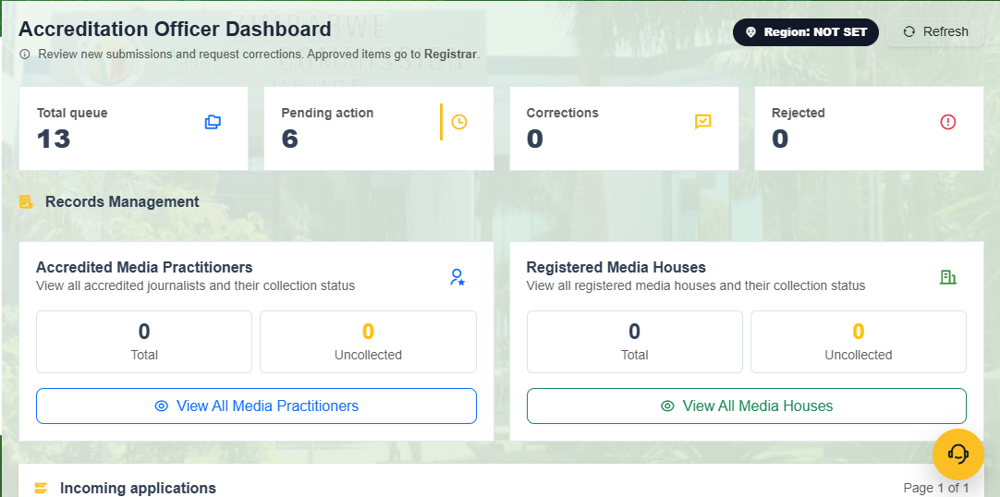 Accreditation Officer Dashboard
Region: NOT SET
Refresh
Review new submissions and request corrections. Approved items go to Registrar.
Total queue
13
Pending action
6
Corrections
0
Rejected
0
Records Management
Accredited Media Practitioners
View all accredited journalists and their collection status
0
Total
0
Uncollected
View All Media Practitioners
Registered Media Houses
View all registered media houses and their collection status
0
Total
0
Uncollected
View All Media Houses
Incoming applications
Page 1 of 1